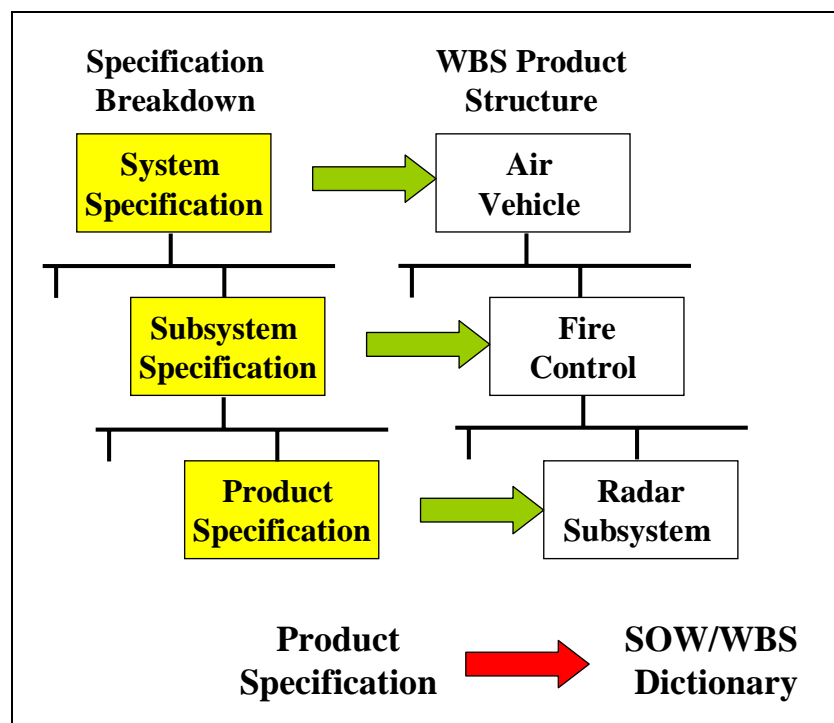 Specification
Breakdown
WBS Product
Structure
System
Specification
Air
Vehicle
Subsystem
Specification
Fire
Control
Product
Specification
Radar
Subsystem
Product
Specification
SOW/WBS
Dictionary